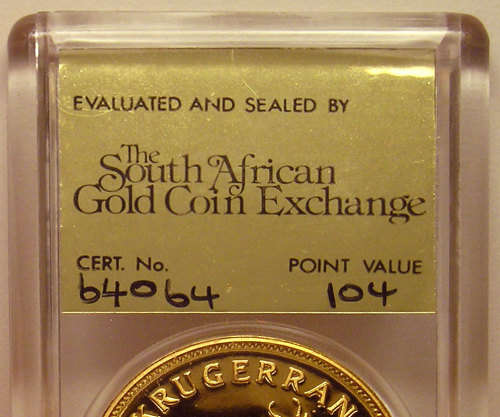 EVALUATED AND SEALED BY
The
South African
Gold Coin Exchange
CERT. No. POINT VALUE
64064 104
KRUGERRAN